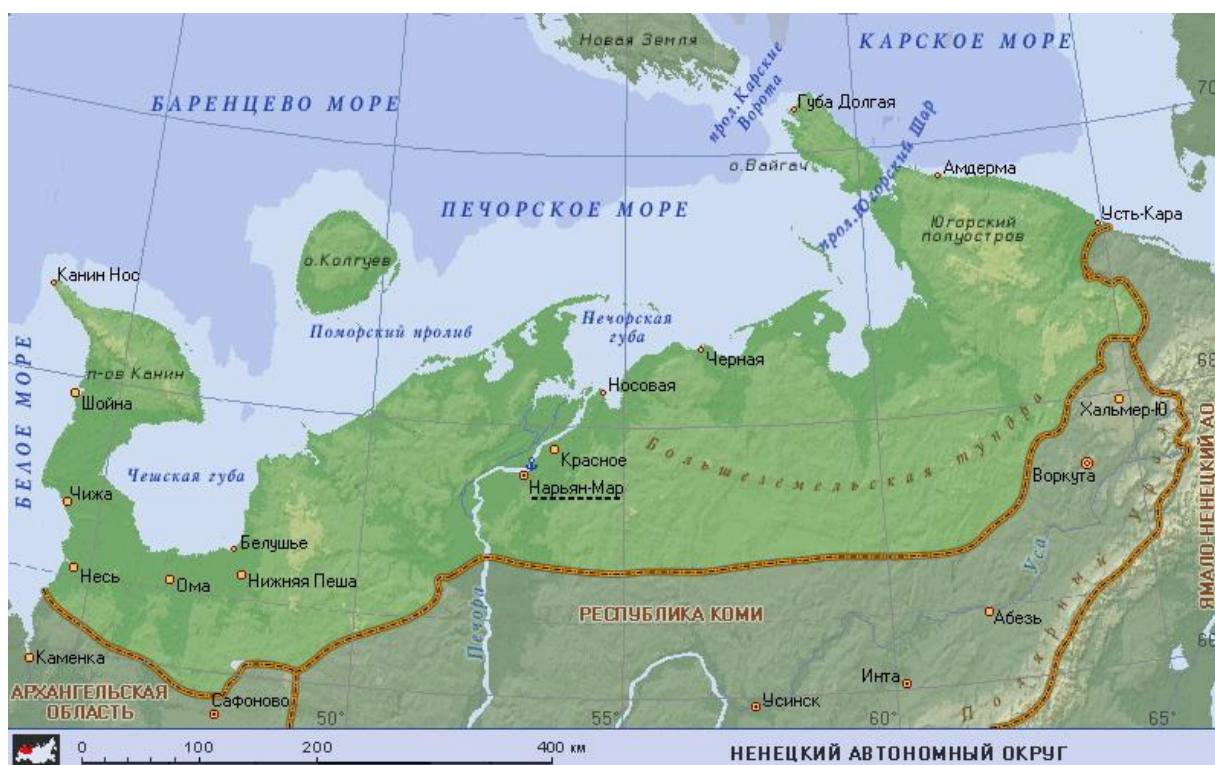 Новая Земля
КАРСКОЕ МОРЕ
БАРЕНЦЕВО МОРЕ
прол.Карские
Ворота
Губа Долгая
70
о.Вайгач
прол.Югорский Шар
Амдерма
ПЕЧОРСКОЕ МОРЕ
Югорский
полуостров
Усть-Кара
о.Колгуев
Канин Нос
Поморский пролив
Печорская
губа
Черная
68
п-ов Канин
Шойна
БЕЛОЕ МОРЕ
Носовая
Хальмер-Ю
Большеземельская тундра
Красное
Чешская губа
Нарьян-Мар
Воркута
Чижа
Белушье
Несь
Ома
Нижняя Пеша
Уса
ЯМАЛО-НЕНЕЦКИЙ АО
Печора
РЕСПУБЛИКА КОМИ
Абезь
Полярный Урал
66
Каменка
АРХАНГЕЛЬСКАЯ
ОБЛАСТЬ
Сафоново
Инта
Усинск
50°
55°
60°
65°
0 100 200 400 км
НЕНЕЦКИЙ АВТОНОМНЫЙ ОКРУГ